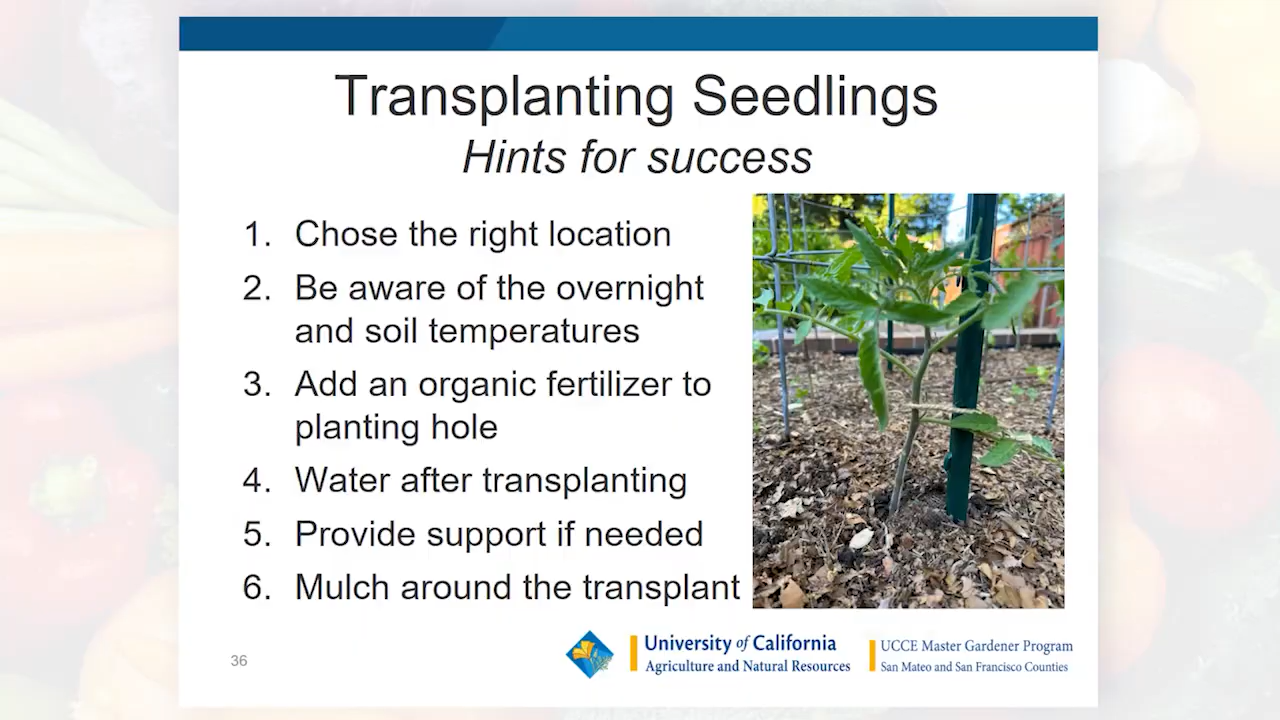 Transplanting Seedlings
Hints for success
1. Chose the right location
2. Be aware of the overnight
and soil temperatures
3. Add an organic fertilizer to
planting hole
4. Water after transplanting
5. Provide support if needed
6. Mulch around the transplant
36
University of California
Agriculture and Natural Resources
UCCE Master Gardener Program
San Mateo and San Francisco Counties